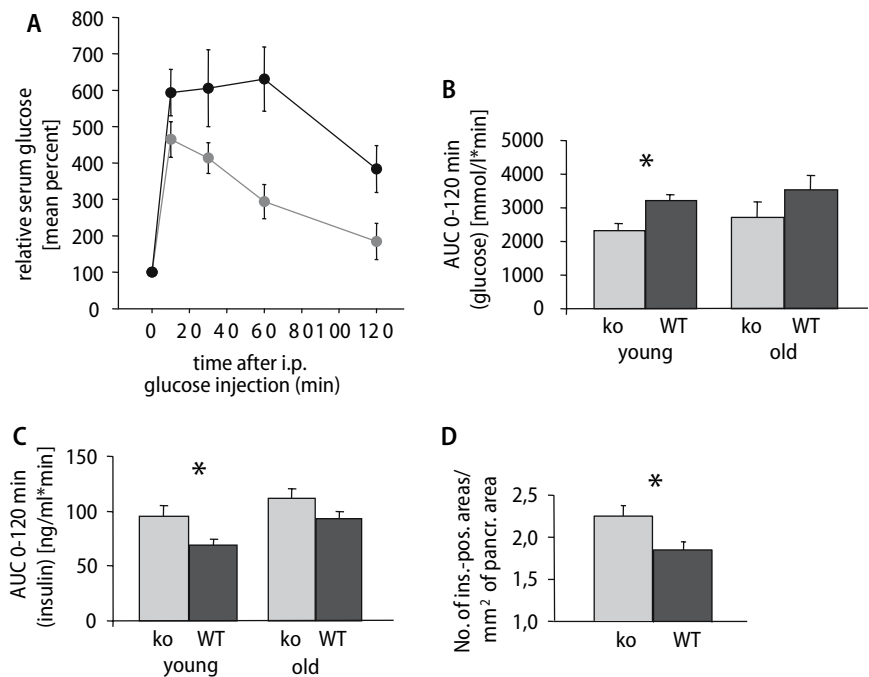 A
relative serum glucose
[mean percent]
800
700
600
500
400
300
200
100
0
0 20 40 60 80100 120
time after i.p.
glucose injection (min)
B
AUC 0-120 min
(glucose) [mmol/l*min]
5000
4000
3000
2000
1000
0
*
ko WT ko WT
young old
C
AUC 0-120 min
(insulin) [ng/ml*min]
150
100
50
0
*
ko WT ko WT
young old
D
No. of ins.-pos. areas/
mm² of pancr. area
2,5
2,0
1,5
1,0
*
ko WT